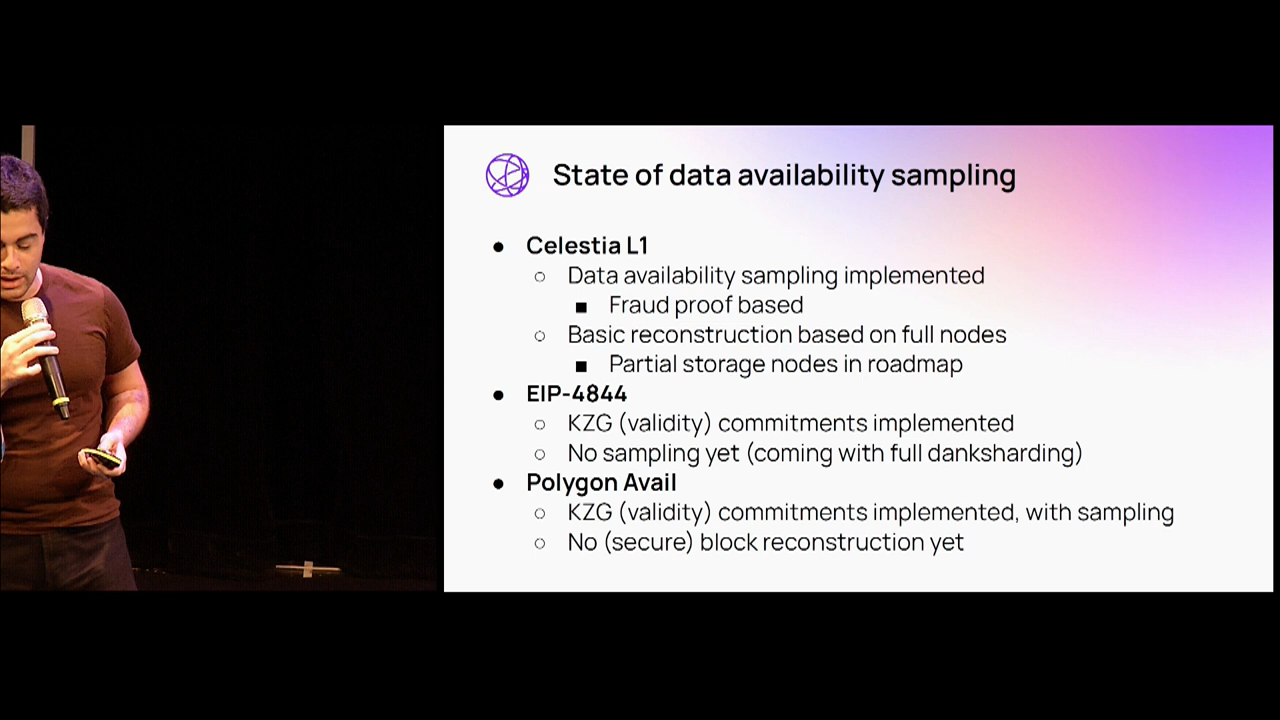 State of data availability sampling
● Celestia L1
○ Data availability sampling implemented
■ Fraud proof based
○ Basic reconstruction based on full nodes
■ Partial storage nodes in roadmap
● EIP-4844
○ KZG (validity) commitments implemented
○ No sampling yet (coming with full danksharding)
● Polygon Avail
○ KZG (validity) commitments implemented, with sampling
○ No (secure) block reconstruction yet